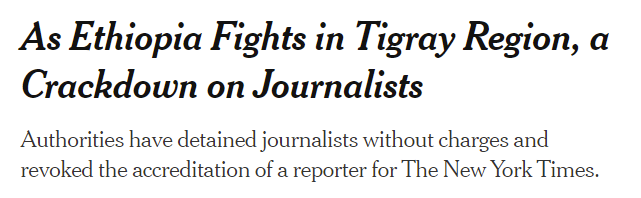 As Ethiopia Fights in Tigray Region, a
Crackdown on Journalists
Authorities have detained journalists without charges and
revoked the accreditation of a reporter for The New York Times.